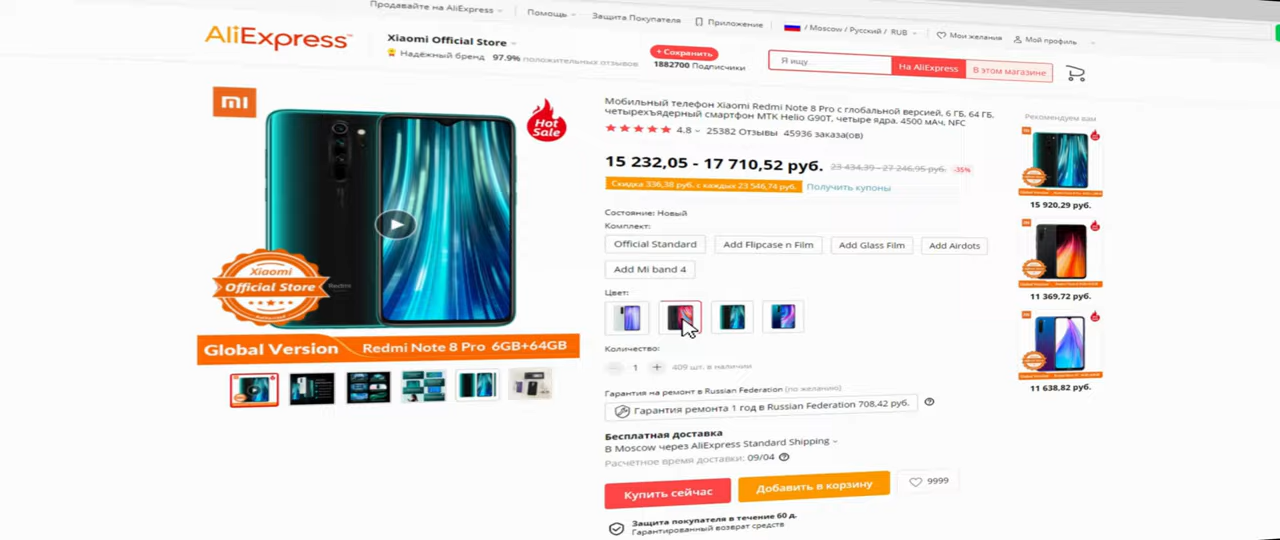 Продавайте на AliExpress
Помощь
Защита Покупателя
Приложение
/ Moscow / Русский / RUB
Мои желания
Мой профиль
AliExpress
Xiaomi Official Store
Надёжный бренд 97.9% положительных отзывов
+ Сохранить
1882700 Подписчики
Я ищу...
На AliExpress
В этом магазине
mi
Hot Sale
Xiaomi
Official Store
Redmi
Global Version
Redmi Note 8 Pro 6GB+64GB
Мобильный телефон Xiaomi Redmi Note 8 Pro с глобальной версией, 6 ГБ, 64 ГБ,
четырехъядерный смартфон MTK Helio G90T, четыре ядра, 4500 мАч, NFC
4.8
25382 Отзывы
45936 заказа(ов)
15 232,05 - 17 710,52 руб.
23 434,39 - 27 246,95 руб.
-35%
Скидка 336,38 руб. с каждых 23 546,74 руб.
Получить купоны
Состояние: Новый
Комплект:
Official Standard
Add Flipcase n Film
Add Glass Film
Add Airdots
Add Mi band 4
Цвет:
Количество:
1
409 шт. в наличии
Гарантия на ремонт в Russian Federation (по желанию)
Гарантия ремонта 1 год в Russian Federation 708,42 руб.
Бесплатная доставка
В Moscow через AliExpress Standard Shipping
Расчётное время доставки: 09/04
Купить сейчас
Добавить в корзину
9999
Защита покупателя в течение 60 д.
Гарантированный возврат средств
Рекомендуем вам
15 920,29 руб.
11 369,72 руб.
11 638,82 руб.